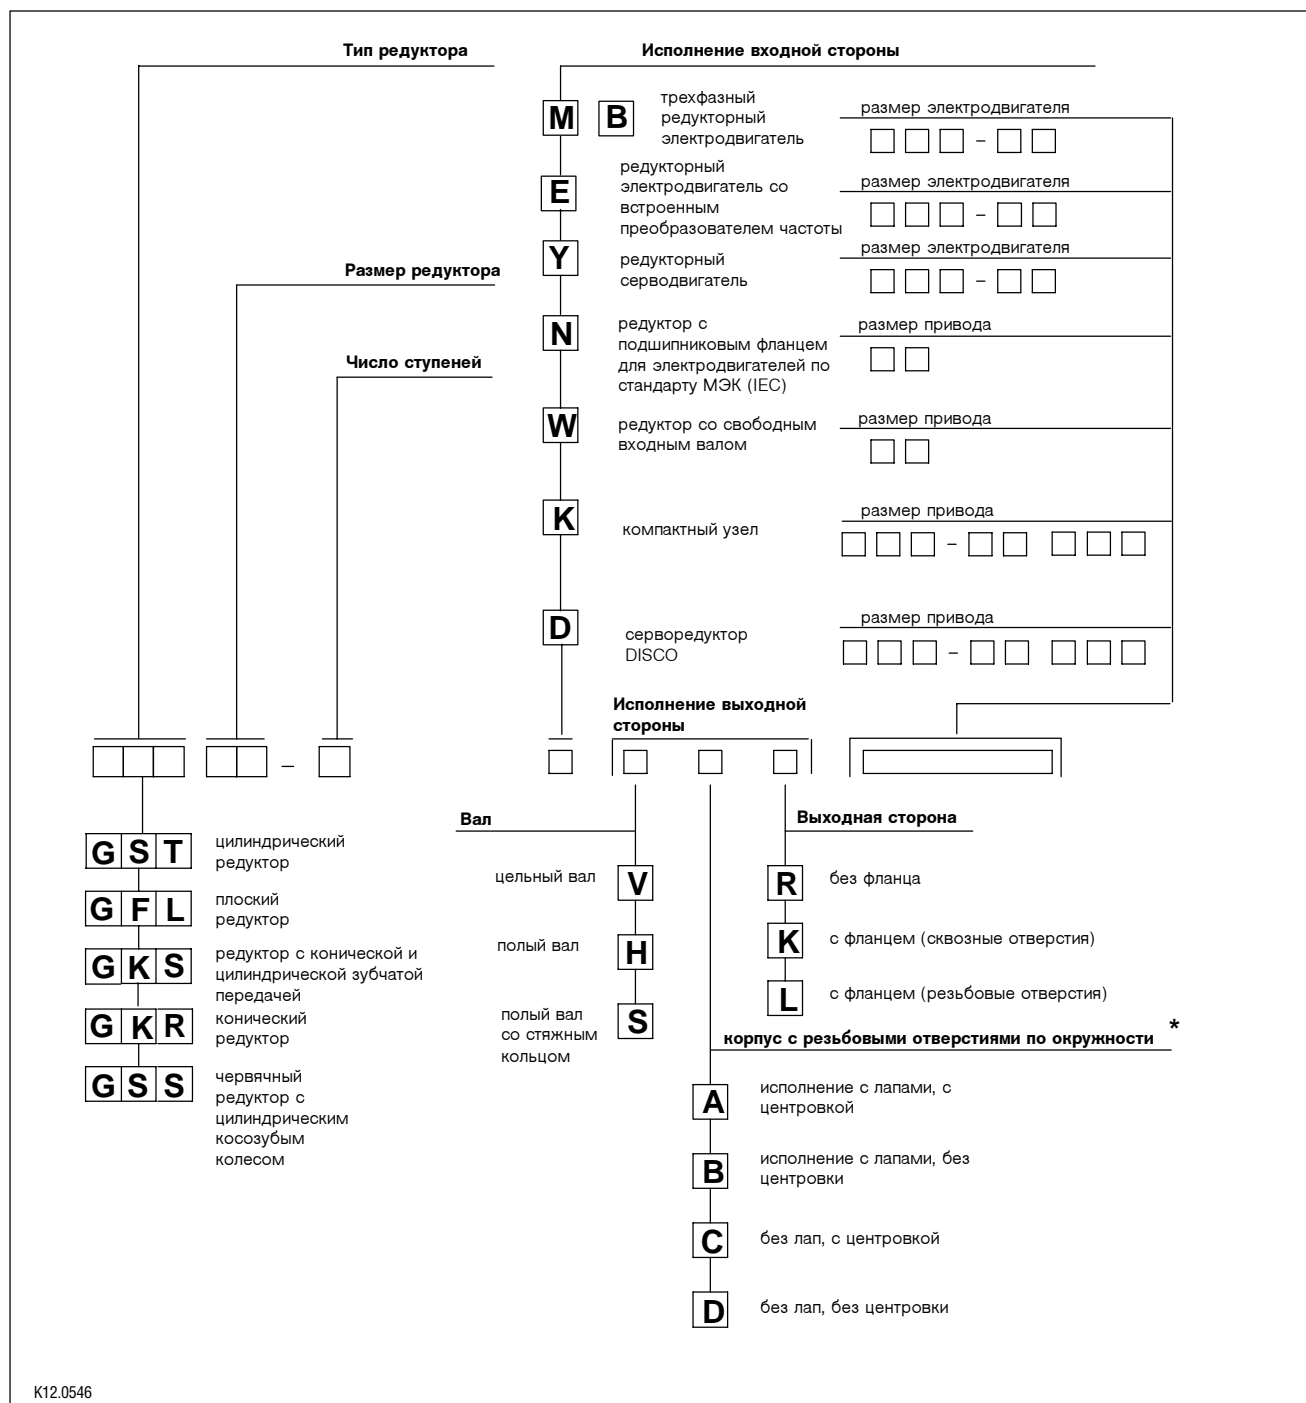 Тип редуктора
Исполнение входной стороны
M B
трехфазный
редукторный
электродвигатель
размер электродвигателя
–
E
редукторный
электродвигатель со
встроенным
преобразователем частоты
размер электродвигателя
–
Y
редукторный
серводвигатель
размер электродвигателя
–
Размер редуктора
N
редуктор с
подшипниковым фланцем
для электродвигателей по
стандарту МЭК (IEC)
размер привода
Число ступеней
W
редуктор со свободным
входным валом
размер привода
K
компактный узел
размер привода
–
D
серворедуктор
DISCO
размер привода
–
Исполнение выходной
стороны
–
GST
цилиндрический
редуктор
GFL
плоский
редуктор
GKS
редуктор с конической и
цилиндрической зубчатой
передачей
GKR
конический
редуктор
GSS
червячный
редуктор с
цилиндрическим
косозубым
колесом
Вал
цельный вал
V
полый вал
H
полый вал
со стяжным
кольцом
S
Выходная сторона
R
без фланца
K
с фланцем (сквозные отверстия)
L
с фланцем (резьбовые отверстия)
корпус с резьбовыми отверстиями по окружности *
A
исполнение с лапами, с
центровкой
B
исполнение с лапами, без
центровки
C
без лап, с центровкой
D
без лап, без центровки
K12.0546